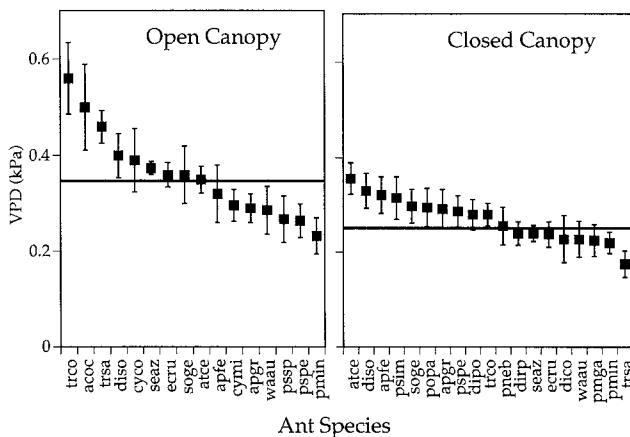 Open Canopy
Closed Canopy
VPD (kPa)
0.6
0.4
0.2
0
trco acoc trsa diso cyco seaz ecru soge atce apfe cymi apgr waau pssp pspe pmin
atce diso apfe psim soge popa apgr pspe dipo trco pneb dirp seaz ecru dico waau pmga pmin trsa
Ant Species